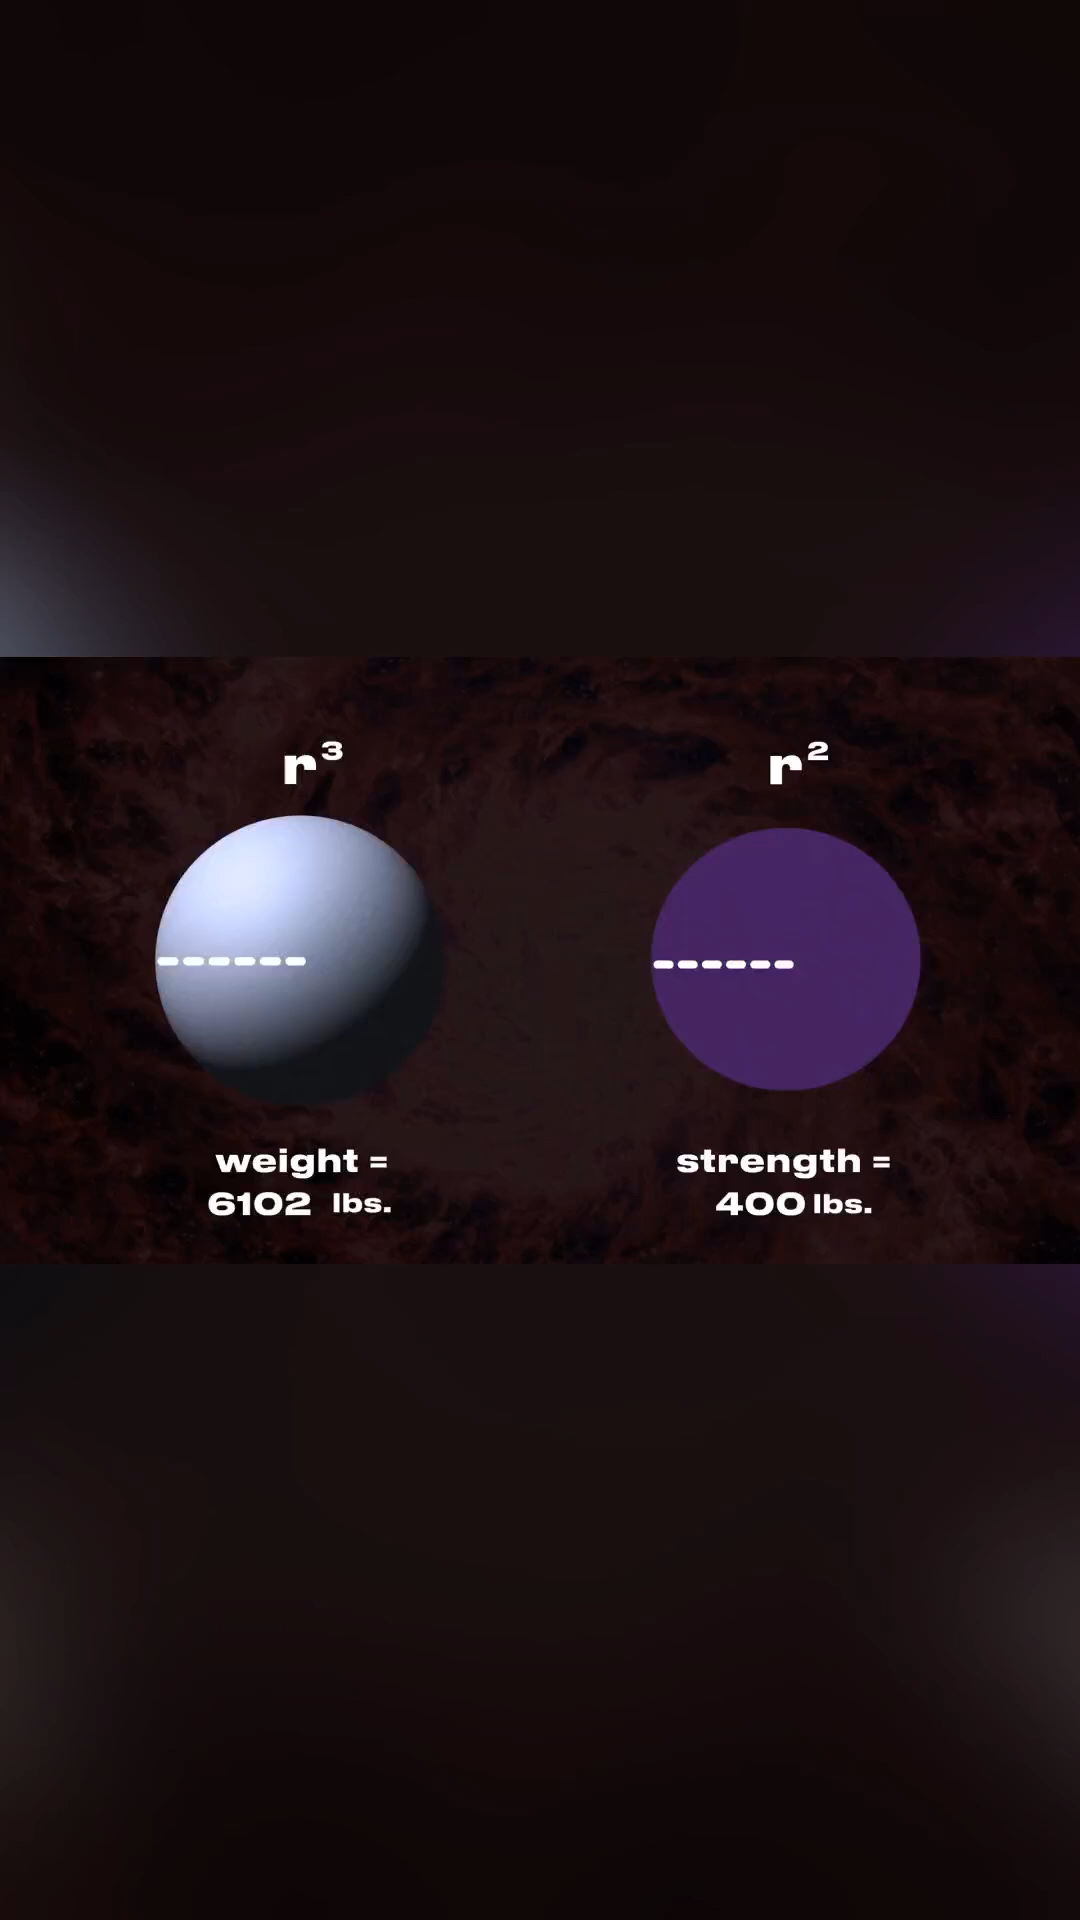 r³
r²
weight =
6102 lbs.
strength =
400 lbs.